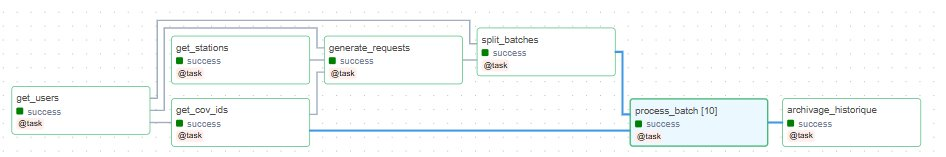 get_users
success
@task
get_stations
success
@task
get_cov_ids
success
@task
generate_requests
success
@task
split_batches
success
@task
process_batch [10]
success
@task
archivage_historique
success
@task